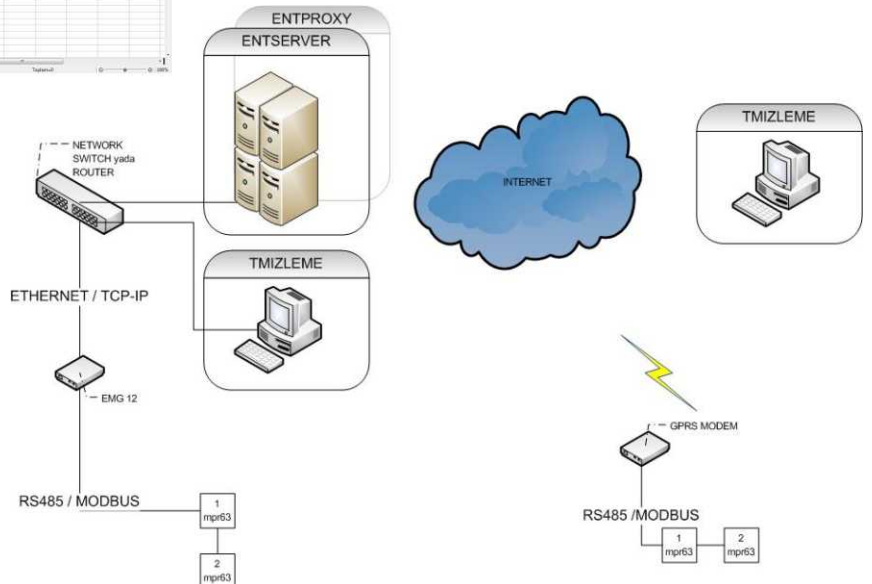 ENTPROXY
ENTSERVER
NETWORK
SWITCH yada
ROUTER
INTERNET
TMIZLEME
TMIZLEME
ETHERNET / TCP-IP
EMG 12
GPRS MODEM
RS485 / MODBUS
1
mpr63
2
mpr63
RS485 /MODBUS
1
mpr63
2
mpr63